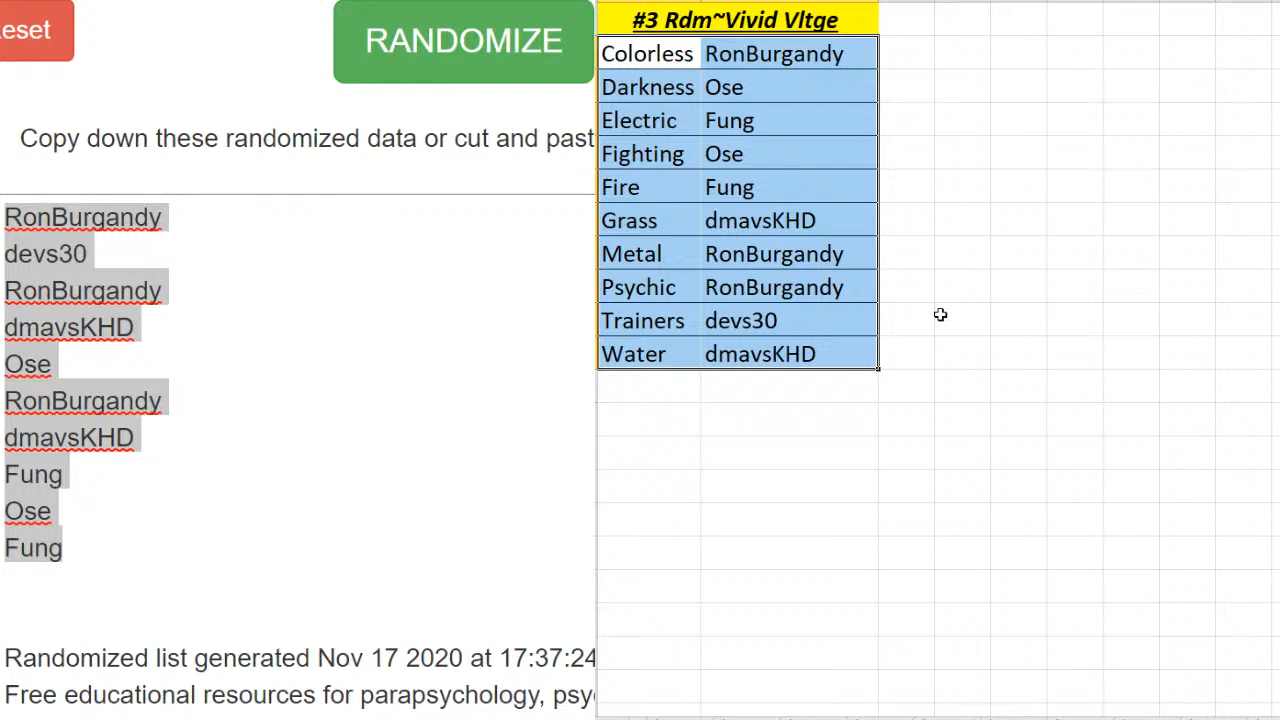 eset
RANDOMIZE
Copy down these randomized data or cut and past
RonBurgandy
devs30
RonBurgandy
dmavsKHD
Ose
RonBurgandy
dmavsKHD
Fung
Ose
Fung
Randomized list generated Nov 17 2020 at 17:37:24
Free educational resources for parapsychology, psy
#3 Rdm~Vivid Vltge
Colorless RonBurgandy
Darkness Ose
Electric Fung
Fighting Ose
Fire Fung
Grass dmavsKHD
Metal RonBurgandy
Psychic RonBurgandy
Trainers devs30
Water dmavsKHD